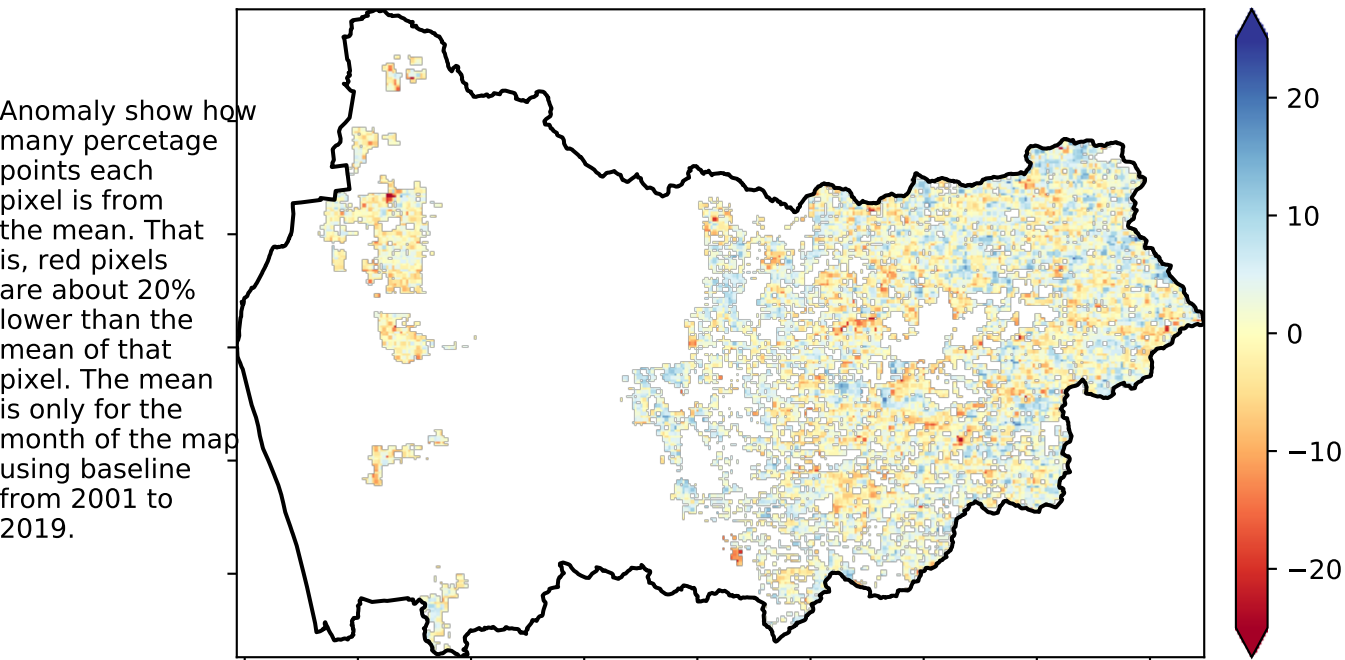 Anomaly show how
many percetage
points each
pixel is from
the mean. That
is, red pixels
are about 20%
lower than the
mean of that
pixel. The mean
is only for the
month of the map
using baseline
from 2001 to
2019.
20
10
0
−10
−20